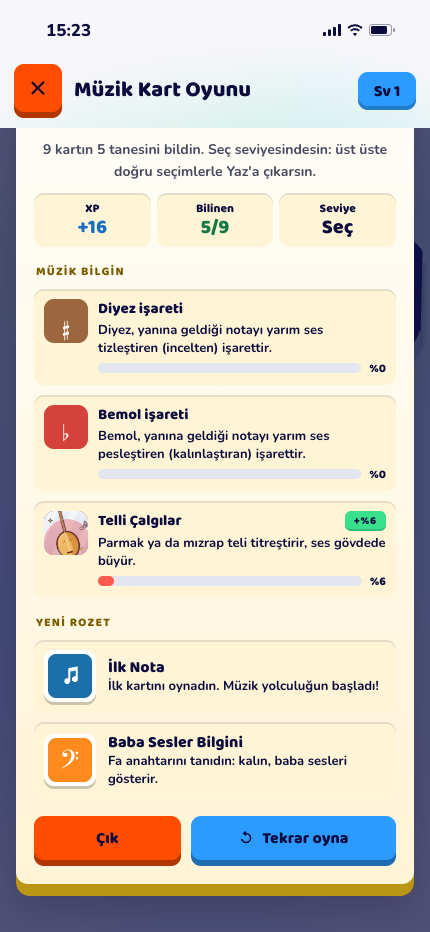 15:23
Müzik Kart Oyunu
Sv 1
9 kartın 5 tanesini bildin. Seç seviyesindesin: üst üste
doğru seçimlerle Yaz'a çıkarsın.
XP
+16
Bilinen
5/9
Seviye
Seç
MÜZİK BİLGİN
Diyez işareti
Diyez, yanına geldiği notayı yarım ses
tizleştiren (incelten) işarettir.
%0
Bemol işareti
Bemol, yanına geldiği notayı yarım ses
pesleştiren (kalınlaştıran) işarettir.
%0
Telli Çalgılar
+%6
Parmak ya da mızrap teli titreştirir, ses gövdede
büyür.
%6
YENİ ROZET
İlk Nota
İlk kartını oynadın. Müzik yolculuğun başladı!
Baba Sesler Bilgini
Fa anahtarını tanıdın: kalın, baba sesleri
gösterir.
Çık
Tekrar oyna